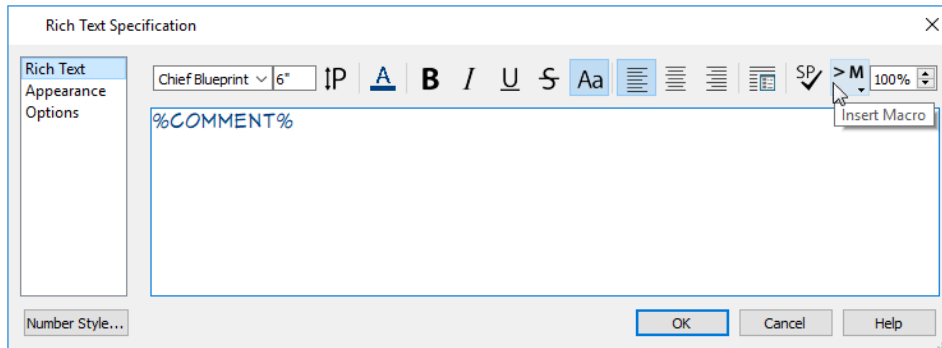 Rich Text Specification
Rich Text
Appearance
Options
Chief Blueprint 6" P A B I U S Aa SP >M 100%
Insert Macro
%COMMENT%
Number Style...
OK Cancel Help